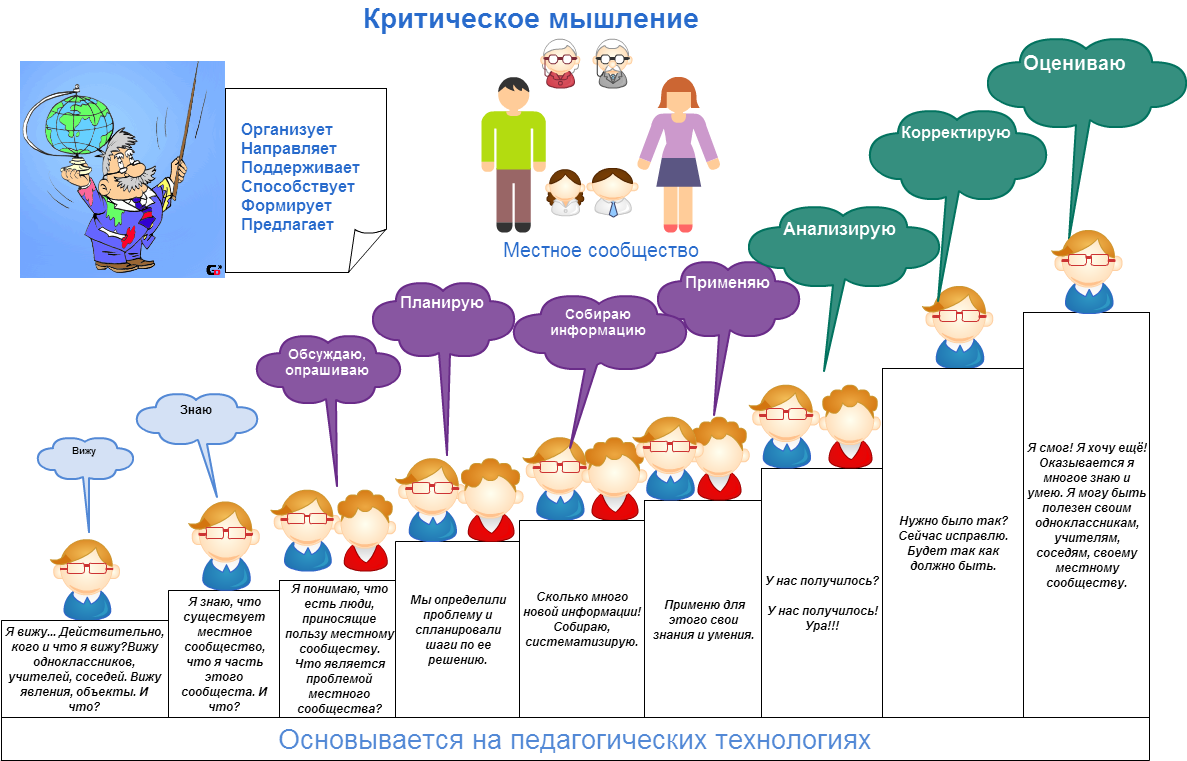 Критическое мышление
Организует
Направляет
Поддерживает
Способствует
Формирует
Предлагает
Местное сообщество
Вижу
Знаю
Обсуждаю,
опрашиваю
Планирую
Собираю
информацию
Применяю
Анализирую
Корректирую
Оцениваю
Я вижу... Действительно,
кого и что я вижу?Вижу
одноклассников,
учителей, соседей. Вижу
явления, объекты. И
что?
Я знаю, что
существует
местное
сообщество,
что я часть
этого
сообщеста. И
что?
Я понимаю, что
есть люди,
приносящие
пользу местному
сообществу.
Что является
проблемой
местного
сообщества?
Мы определили
проблему и
спланировали
шаги по ее
решению.
Сколько много
новой информации!
Собираю,
систематизирую.
Применю для
этого свои
знания и умения.
У нас получилось?
У нас получилось!
Ура!!!
Нужно было так?
Сейчас исправлю.
Будет так как
должно быть.
Я смог! Я хочу ещё!
Оказывается я
многое знаю и
умею. Я могу быть
полезен своим
одноклассникам,
учителям,
соседям, своему
местному
сообществу.
Основывается на педагогических технологиях